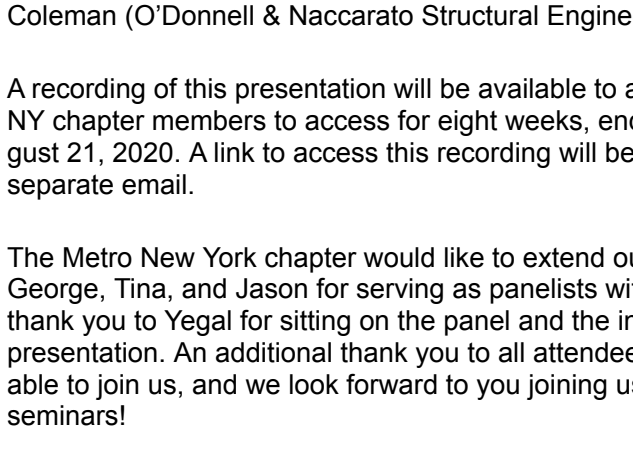 Coleman (O’Donnell & Naccarato Structural Engine
A recording of this presentation will be available to a
NY chapter members to access for eight weeks, en
gust 21, 2020. A link to access this recording will be
separate email.
The Metro New York chapter would like to extend ou
George, Tina, and Jason for serving as panelists wi
thank you to Yegal for sitting on the panel and the in
presentation. An additional thank you to all attendee
able to join us, and we look forward to you joining us
seminars!